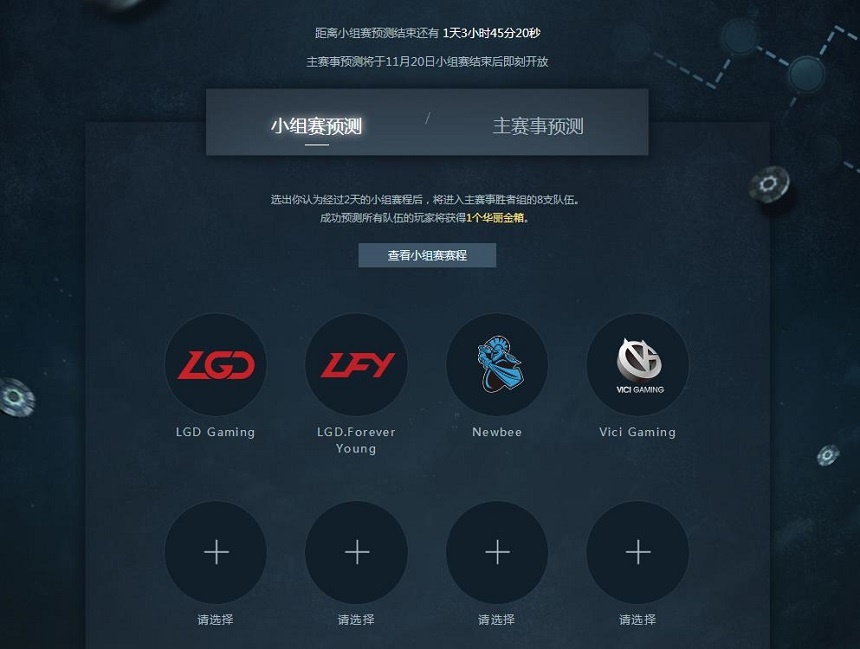 距离小组赛预测结束还有 1天3小时45分20秒
主赛事预测将于11月20日小组赛结束后即刻开放
小组赛预测 / 主赛事预测
选出你认为经过2天的小组赛程后，将进入主赛事胜者组的8支队伍。
成功预测所有队伍的玩家将获得1个华丽金箱。
查看小组赛赛程
LGD LFY VICI GAMING
LGD Gaming LGD.Forever Newbee Vici Gaming
Young
请选择 请选择 请选择 请选择